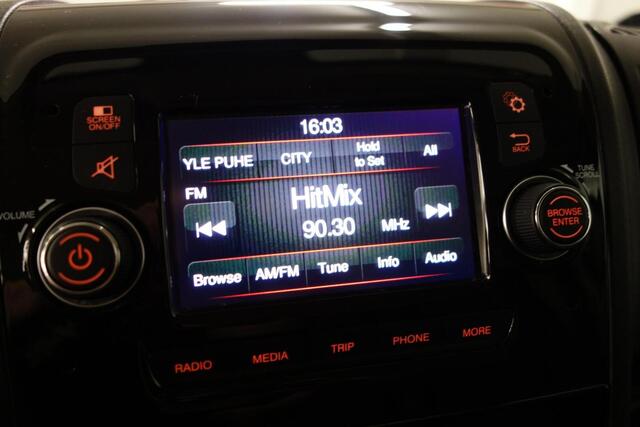 SCREEN
ON/OFF
16:03
YLE PUHE
CITY
Hold
to Set
All
BACK
FM
HitMix
90.30
MHz
VOLUME
TUNE
SCROLL
BROWSE
ENTER
Browse
AM/FM
Tune
Info
Audio
RADIO
MEDIA
TRIP
PHONE
MORE